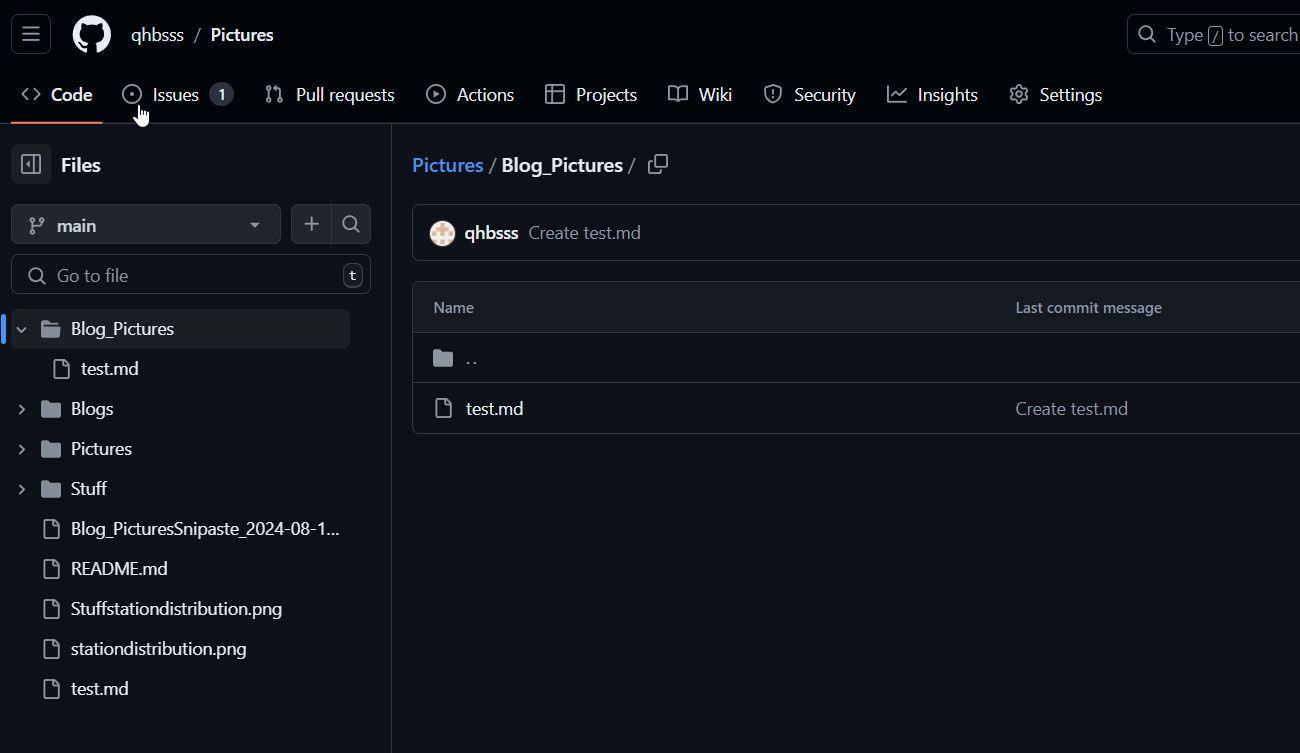 qhbsss / Pictures
Type / to search
Code Issues 1 Pull requests Actions Projects Wiki Security Insights Settings
Files
main
Go to file t
Blog_Pictures
test.md
Blogs
Pictures
Stuff
Blog_PicturesSnipaste_2024-08-1...
README.md
Stuffstationdistribution.png
stationdistribution.png
test.md
Pictures / Blog_Pictures /
qhbsss Create test.md
Name Last commit message
..
test.md Create test.md